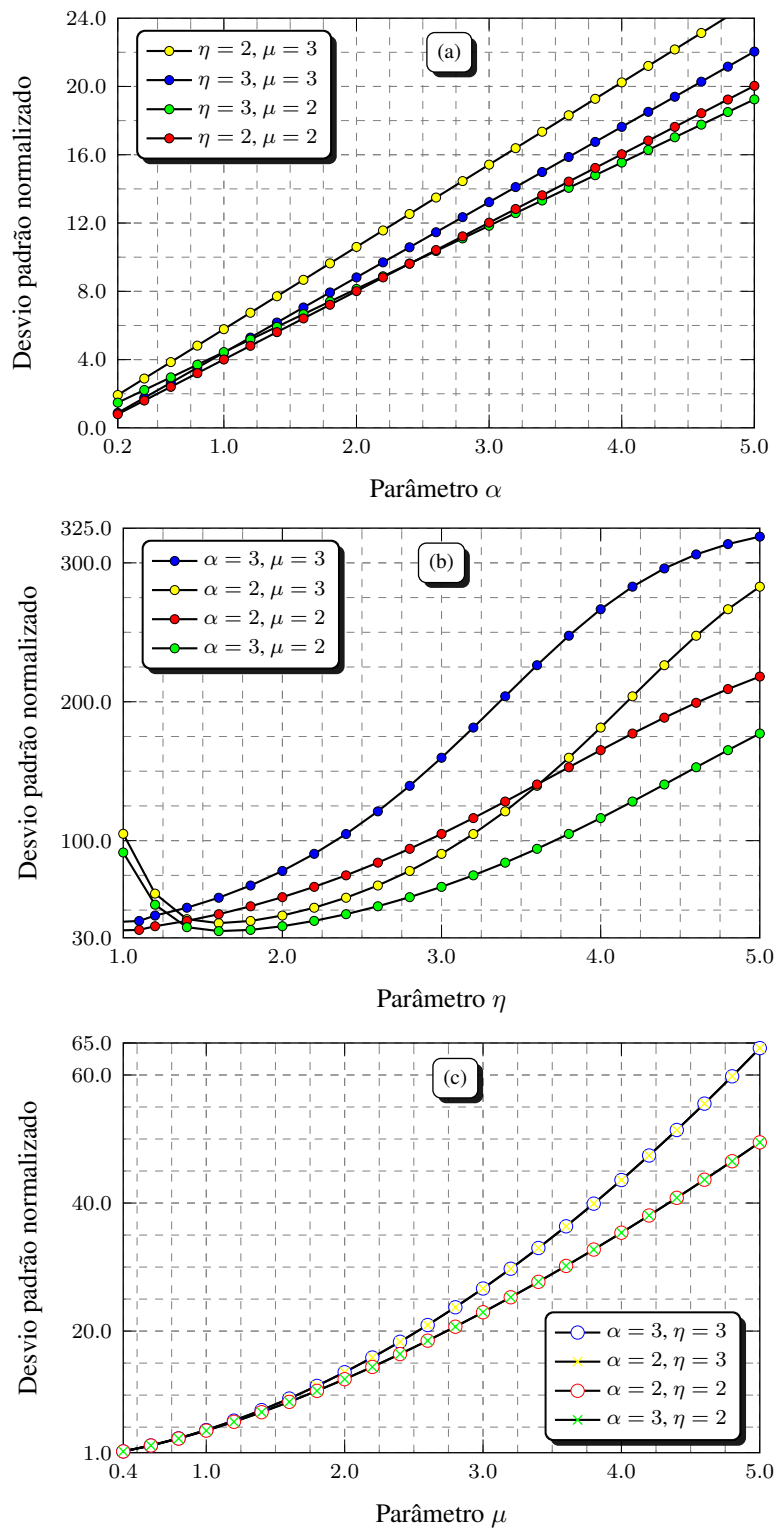 24.0
20.0
16.0
12.0
8.0
4.0
0.0
Desvio padrão normalizado
η = 2, μ = 3
η = 3, μ = 3
η = 3, μ = 2
η = 2, μ = 2
(a)
0.2 1.0 2.0 3.0 4.0 5.0
Parâmetro α
325.0
300.0
200.0
100.0
30.0
Desvio padrão normalizado
α = 3, μ = 3
α = 2, μ = 3
α = 2, μ = 2
α = 3, μ = 2
(b)
1.0 2.0 3.0 4.0 5.0
Parâmetro η
65.0
60.0
40.0
20.0
1.0
Desvio padrão normalizado
(c)
α = 3, η = 3
α = 2, η = 3
α = 2, η = 2
α = 3, η = 2
0.4 1.0 2.0 3.0 4.0 5.0
Parâmetro μ